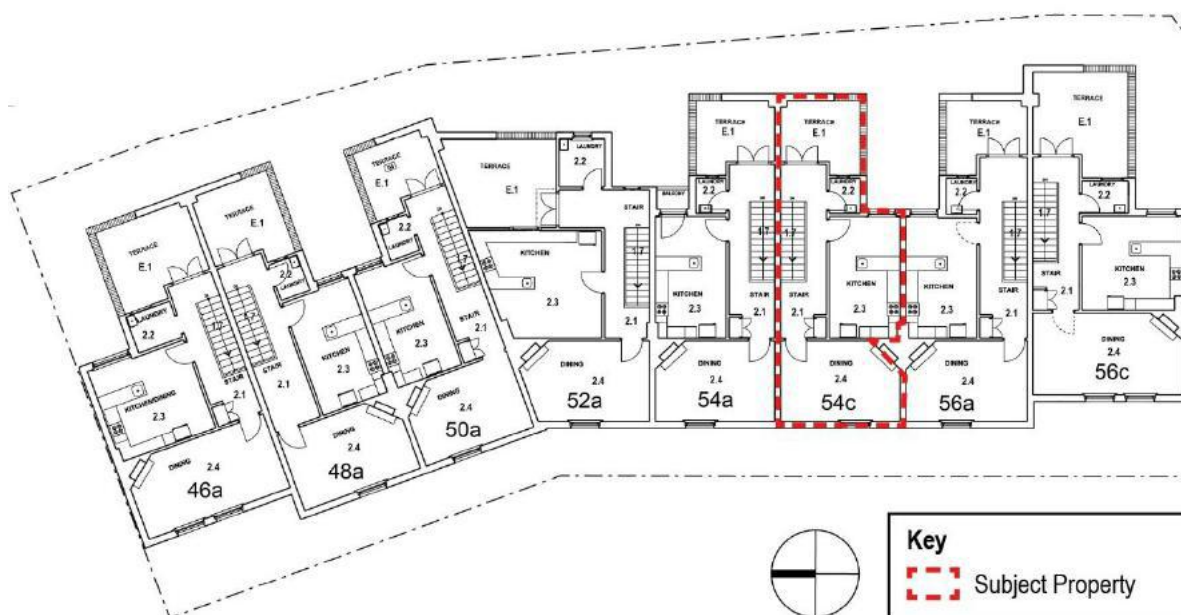 TERRACE
E.1
2.2
LAUNDRY
KITCHEN/DINING
2.3
STAIR
2.1
DINING
2.4
46a
TERRACE
E.1
2.2
LAUNDRY
STAIR
2.1
KITCHEN
2.3
DINING
2.4
48a
TERRACE
E.1
2.2
LAUNDRY
KITCHEN
2.3
STAIR
2.1
DINING
2.4
50a
TERRACE
E.1
LAUNDRY
2.2
STAIR
1.7
KITCHEN
2.3
2.1
DINING
2.4
52a
TERRACE
E.1
BALCONY
LAUNDRY
2.2
1.7
KITCHEN
2.3
STAIR
2.1
DINING
2.4
54a
TERRACE
E.1
LAUNDRY
2.2
1.7
STAIR
2.1
KITCHEN
2.3
DINING
2.4
54c
TERRACE
E.1
LAUNDRY
2.2
1.7
KITCHEN
2.3
STAIR
2.1
DINING
2.4
56a
TERRACE
E.1
LAUNDRY
2.2
1.7
STAIR
2.1
KITCHEN
2.3
DINING
2.4
56c
Key
Subject Property